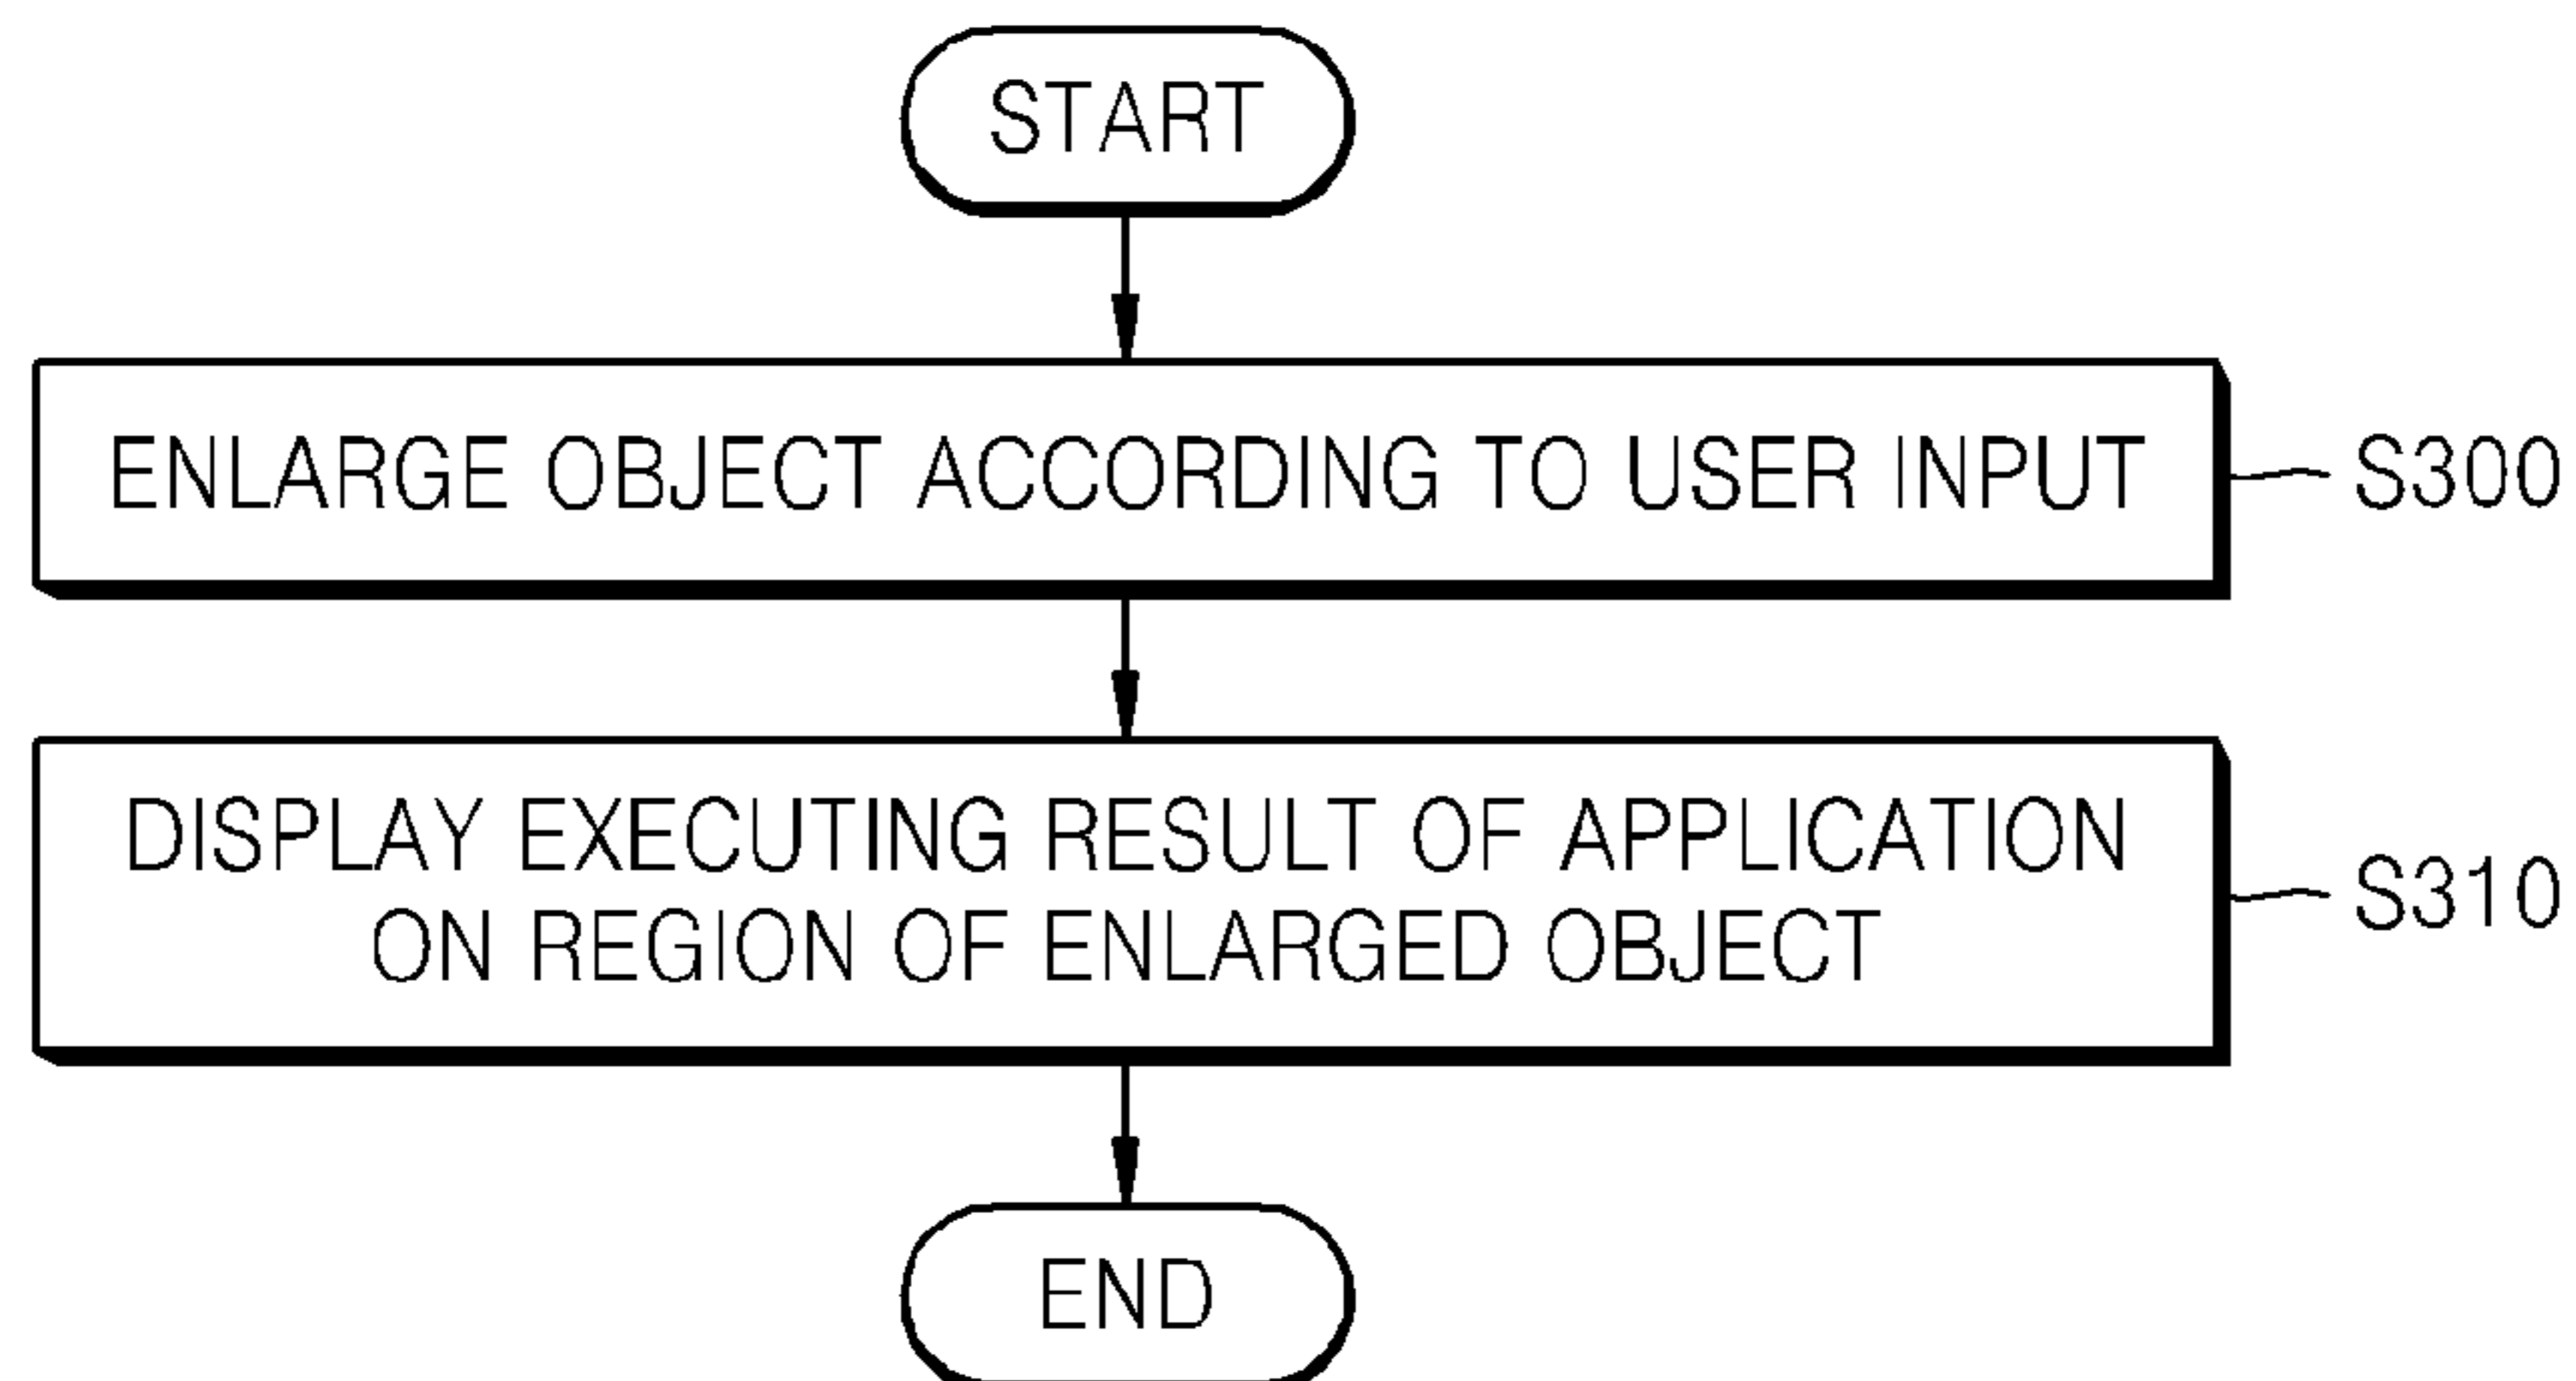 START
ENLARGE OBJECT ACCORDING TO USER INPUT
S300
DISPLAY EXECUTING RESULT OF APPLICATION
ON REGION OF ENLARGED OBJECT
S310
END